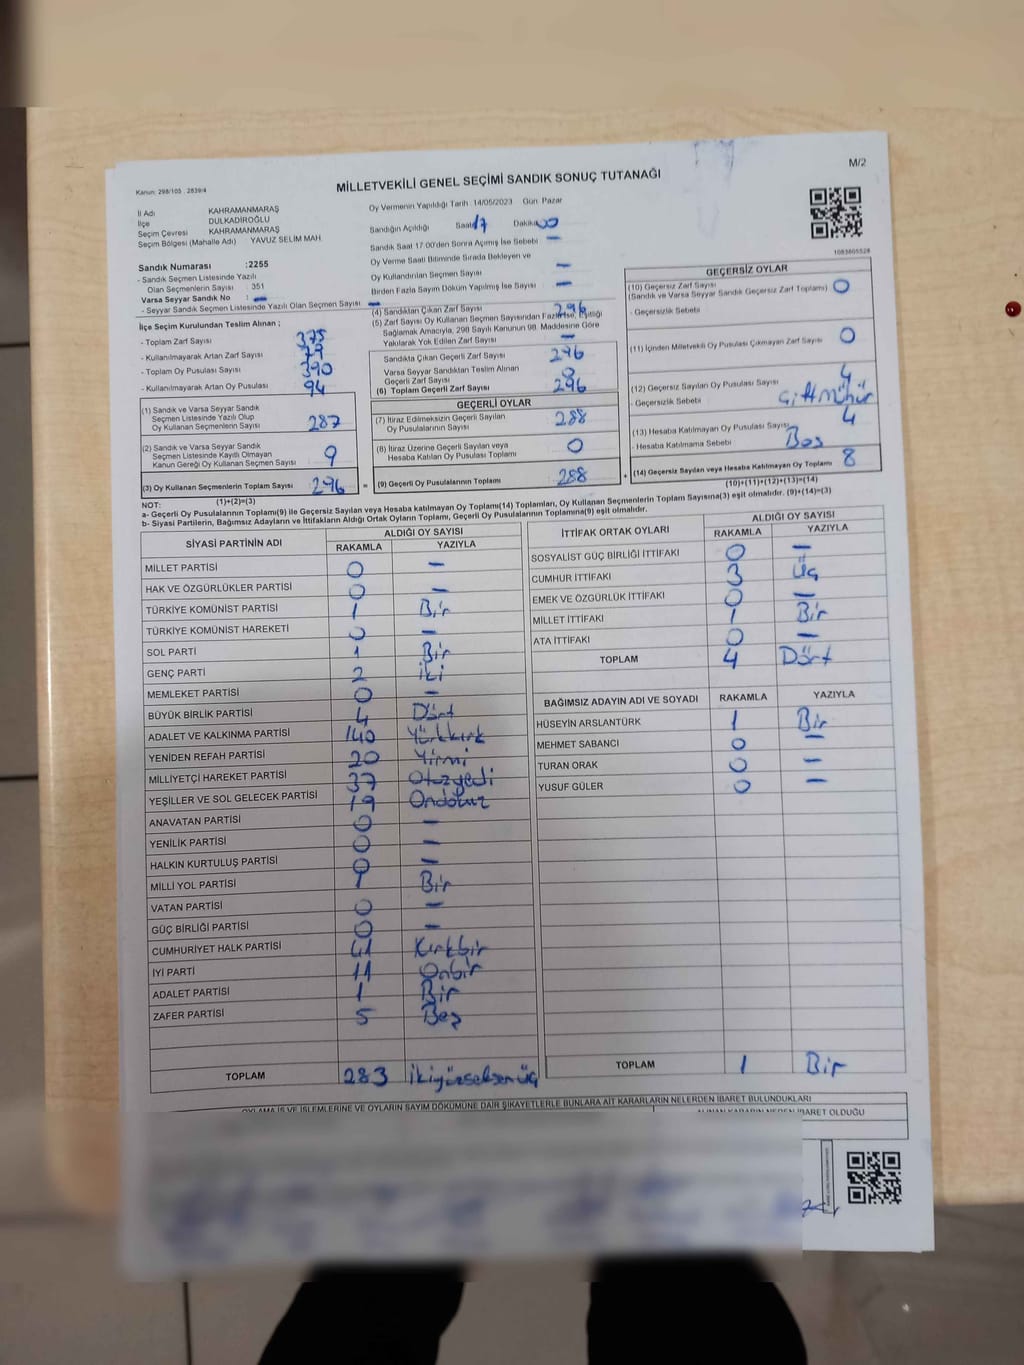 M/2
Kanun: 298/105 . 2839/4
MİLLETVEKİLİ GENEL SEÇİMİ SANDIK SONUÇ TUTANAĞI
İl Adı KAHRAMANMARAŞ
İlçe DULKADİROĞLU
Seçim Çevresi KAHRAMANMARAŞ
Seçim Bölgesi (Mahalle Adı) YAVUZ SELİM MAH.
Sandık Numarası :2255
- Sandık Seçmen Listesinde Yazılı
Olan Seçmenlerin Sayısı : 351
Varsa Seyyar Sandık No : —
- Seyyar Sandık Seçmen Listesinde Yazılı Olan Seçmen Sayısı —
Oy Vermenin Yapıldığı Tarih 14/05/2023 Gün Pazar
Sandığın Açıldığı Saat 17 Dakika 00
Sandık Saat 17.00'den Sonra Açımış İse Sebebi —
Oy Verme Saati Bitiminde Sırada Bekleyen ve
Oy Kullandırılan Seçmen Sayısı —
Birden Fazla Sayım Döküm Yapılmış İse Sayısı —
1083605528
İlçe Seçim Kurulundan Teslim Alınan ;
- Toplam Zarf Sayısı 375
- Kullanılmayarak Artan Zarf Sayısı 79
- Toplam Oy Pusulası Sayısı 390
- Kullanılmayarak Artan Oy Pusulası 94
(1) Sandık ve Varsa Seyyar Sandık
Seçmen Listesinde Yazılı Olup
Oy Kullanan Seçmenlerin Sayısı 287
(2) Sandık ve Varsa Seyyar Sandık
Seçmen Listesinde Kayıtlı Olmayan
Kanun Gereği Oy Kullanan Seçmen Sayısı 9
(3) Oy Kullanan Seçmenlerin Toplam Sayısı 296 =
(1)+(2)=(3)
(4) Sandıktan Çıkan Zarf Sayısı 296
(5) Zarf Sayısı Oy Kullanan Seçmen Sayısından Fazla İse, Eşitliği
Sağlamak Amacıyla, 298 Sayılı Kanunun 98. Maddesine Göre
Yakılarak Yok Edilen Zarf Sayısı —
Sandıkta Çıkan Geçerli Zarf Sayısı 296
Varsa Seyyar Sandıktan Teslim Alınan
Geçerli Zarf Sayısı 0
(6) Toplam Geçerli Zarf Sayısı 296
GEÇERLİ OYLAR
(7) İtiraz Edilmeksizin Geçerli Sayılan
Oy Pusulasının Sayısı 288
(8) İtiraz Üzerine Geçerli Sayılan veya
Hesaba Katılan Oy Pusulası Toplamı 0
(9) Geçerli Oy Pusulalarının Toplamı 288 +
GEÇERSİZ OYLAR
(10) Geçersiz Zarf Sayısı 0
(Sandık ve Varsa Seyyar Sandık Geçersiz Zarf Toplamı)
- Geçersizlik Sebebi
(11) İçinden Milletvekili Oy Pusulası Çıkmayan Zarf Sayısı 0
(12) Geçersiz Sayılan Oy Pusulası Sayısı 4
- Geçersizlik Sebebi Çift mühür
(13) Hesaba Katılmayan Oy Pusulası Sayısı 4
- Hesaba Katılmama Sebebi Boş
(14) Geçersiz Sayılan veya Hesaba Katılmayan Oy Toplamı 8
(10)+(11)+(12)+(13)=(14)
NOT:
a- Geçerli Oy Pusulalarının Toplamı(9) ile Geçersiz Sayılan veya Hesaba katılmayan Oy Toplamı(14) Toplamları, Oy Kullanan Seçmenlerin Toplam Sayısına(3) eşit olmalıdır. (9)+(14)=(3)
b- Siyasi Partilerin, Bağımsız Adayların ve İttifakların Aldığı Ortak Oyların Toplamı, Geçerli Oy Pusulalarının Toplamına(9) eşit olmalıdır.
SİYASİ PARTİNİN ADI ALDIĞI OY SAYISI
RAKAMLA YAZIYLA
MİLLET PARTİSİ 0 —
HAK VE ÖZGÜRLÜKLER PARTİSİ 0 —
TÜRKİYE KOMÜNİST PARTİSİ 1 Bir
TÜRKİYE KOMÜNİST HAREKETİ 0 —
SOL PARTİ 1 Bir
GENÇ PARTİ 2 İki
MEMLEKET PARTİSİ 0 —
BÜYÜK BİRLİK PARTİSİ 4 Dört
ADALET VE KALKINMA PARTİSİ 140 Yüzkırk
YENİDEN REFAH PARTİSİ 20 Yirmi
MİLLİYETÇİ HAREKET PARTİSİ 37 Otuzyedi
YEŞİLLER VE SOL GELECEK PARTİSİ 19 Ondokuz
ANAVATAN PARTİSİ 0 —
YENİLİK PARTİSİ 0 —
HALKIN KURTULUŞ PARTİSİ 0 —
MİLLİ YOL PARTİSİ 1 Bir
VATAN PARTİSİ 0 —
GÜÇ BİRLİĞİ PARTİSİ 0 —
CUMHURİYET HALK PARTİSİ 41 Kırkbir
İYİ PARTİ 11 Onbir
ADALET PARTİSİ 1 Bir
ZAFER PARTİSİ 5 Beş
TOPLAM 283 İkiyüzseksenüç
İTTİFAK ORTAK OYLARI ALDIĞI OY SAYISI
RAKAMLA YAZIYLA
SOSYALİST GÜÇ BİRLİĞİ İTTİFAKI 0 —
CUMHUR İTTİFAKI 3 Üç
EMEK VE ÖZGÜRLÜK İTTİFAKI 0 —
MİLLET İTTİFAKI 1 Bir
ATA İTTİFAKI 0 —
TOPLAM 4 Dört
BAĞIMSIZ ADAYIN ADI VE SOYADI RAKAMLA YAZIYLA
HÜSEYİN ARSLANTÜRK 1 Bir
MEHMET SABANCI 0 —
TURAN ORAK 0 —
YUSUF GÜLER 0 —
TOPLAM 1 Bir
OYLAMA İŞ VE İŞLEMLERİNE VE OYLARIN SAYIM DÖKÜMÜNE DAİR ŞİKAYETLERLE BUNLARA AİT KARARLARIN NELERDEN İBARET BULUNDUKLARI
ALINAN KARARIN NEDEN İBARET OLDUĞU